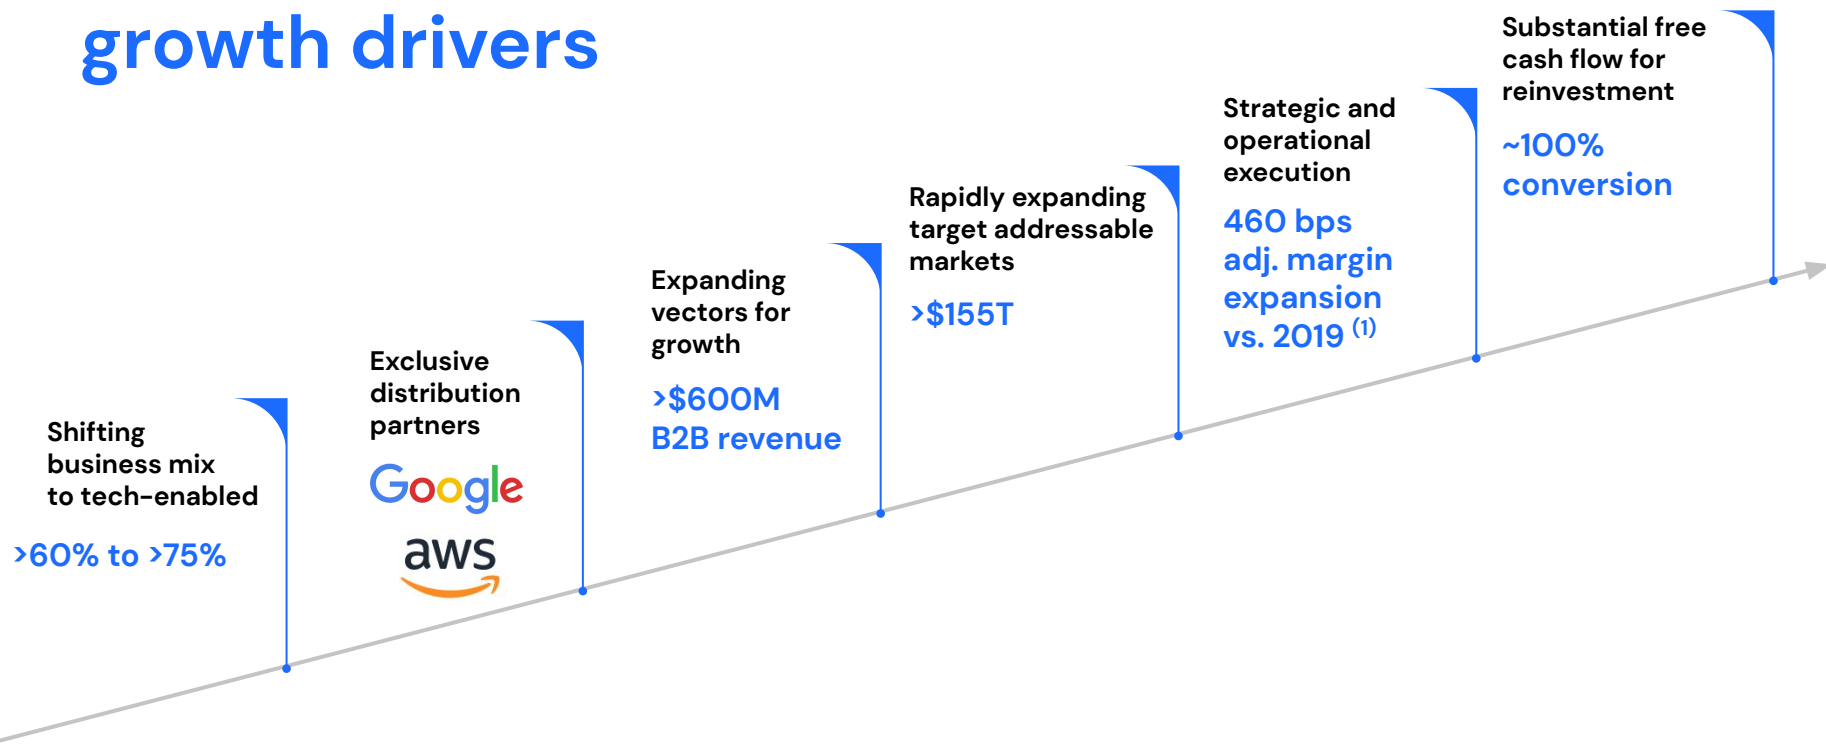 growth drivers
Shifting
business mix
to tech-enabled
>60% to >75%
Exclusive
distribution
partners
Google
aws
Expanding
vectors for
growth
>$600M
B2B revenue
Rapidly expanding
target addressable
markets
>$155T
Strategic and
operational
execution
460 bps
adj. margin
expansion
vs. 2019 (1)
Substantial free
cash flow for
reinvestment
~100%
conversion